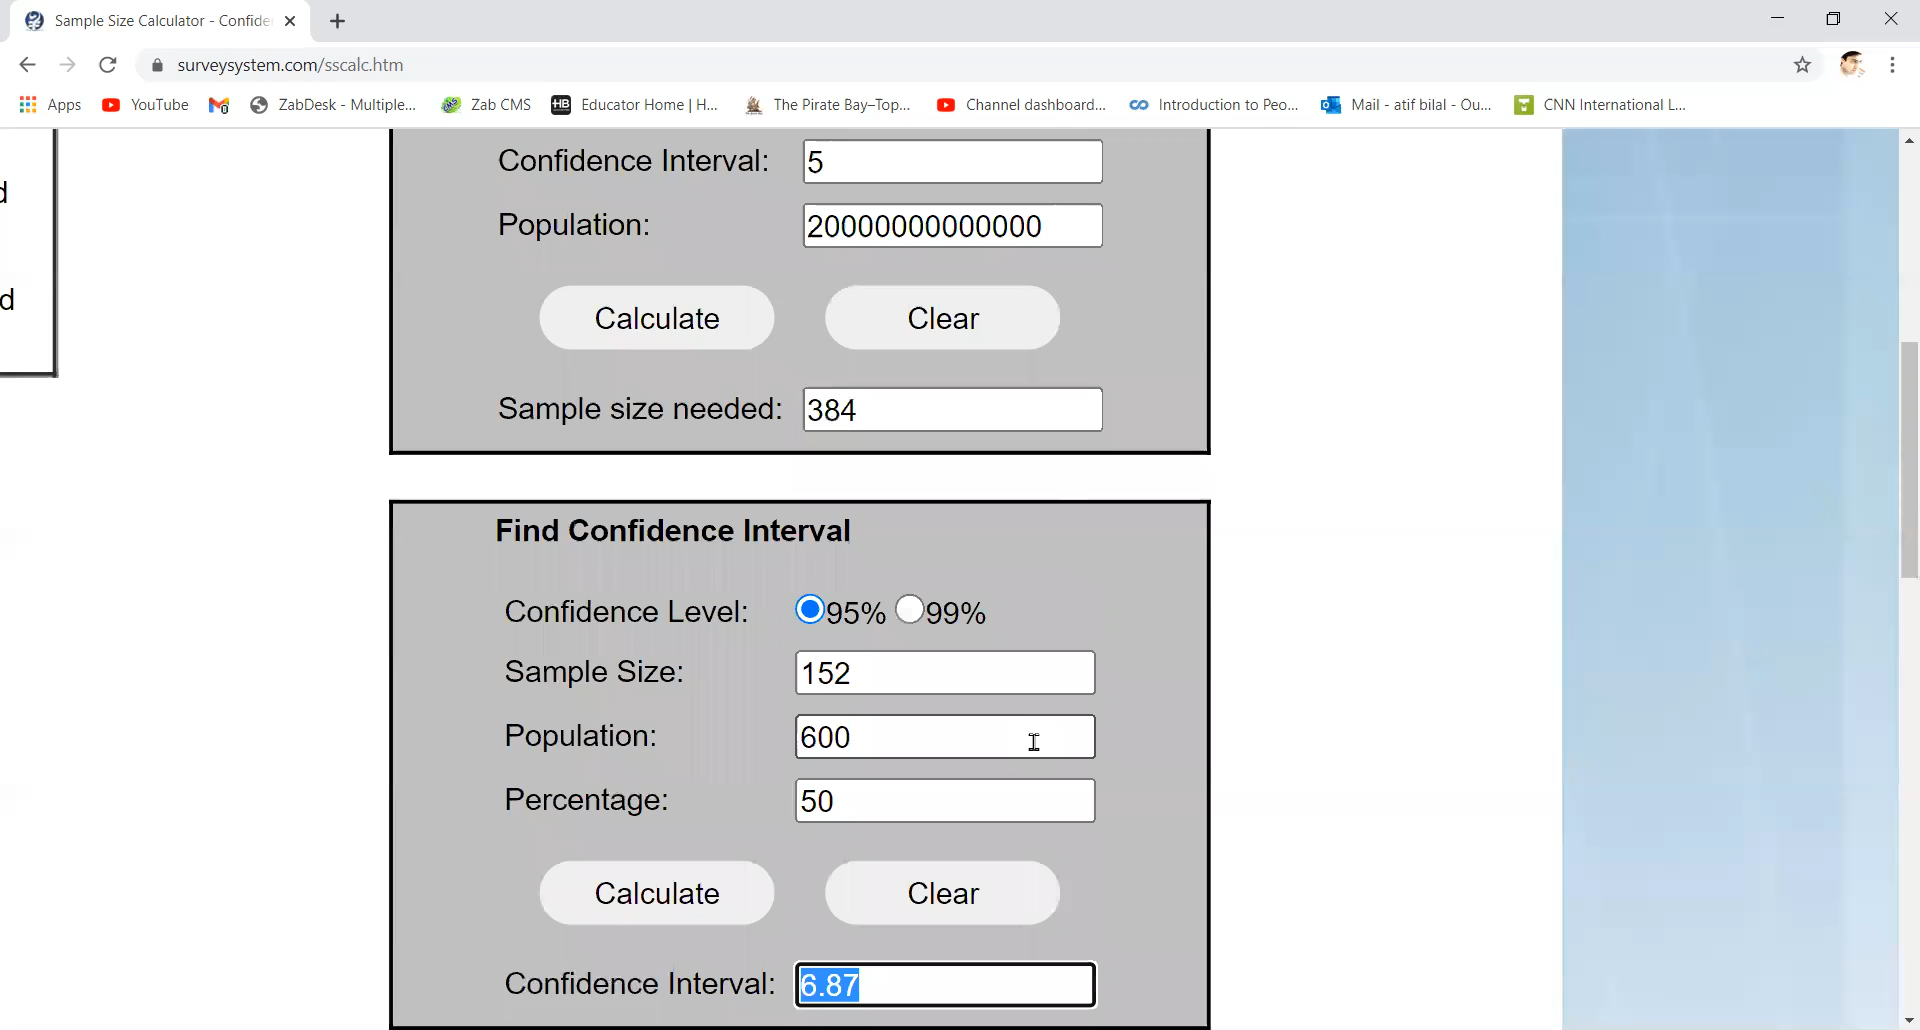 Sample Size Calculator - Confide
surveysystem.com/sscalc.htm
Apps YouTube ZabDesk - Multiple... Zab CMS Educator Home | H... The Pirate Bay–Top... Channel dashboard... Introduction to Peo... Mail - atif bilal - Ou... CNN International L...
d
d
Confidence Interval: 5
Population: 20000000000000
Calculate Clear
Sample size needed: 384
Find Confidence Interval
Confidence Level: 95% 99%
Sample Size: 152
Population: 600
Percentage: 50
Calculate Clear
Confidence Interval: 6.87